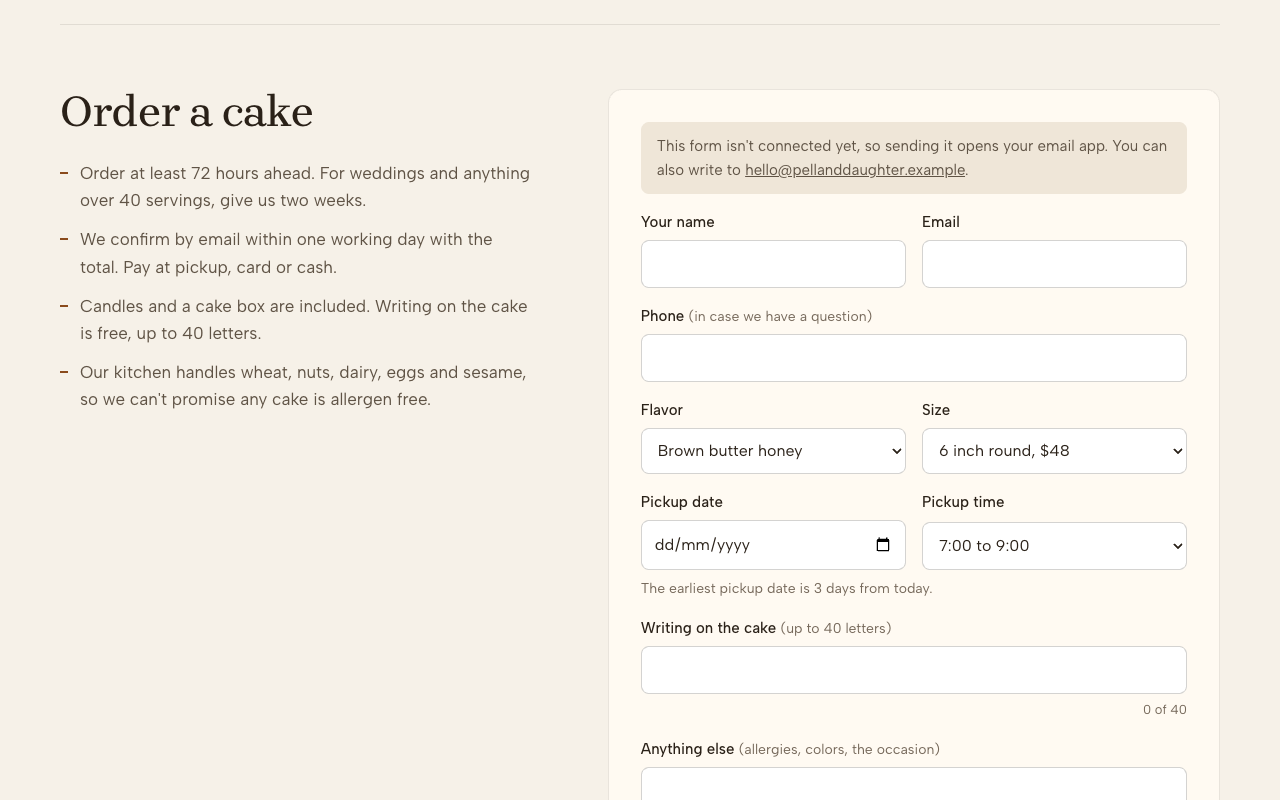 Order a cake
Order at least 72 hours ahead. For weddings and anything
over 40 servings, give us two weeks.
We confirm by email within one working day with the
total. Pay at pickup, card or cash.
Candles and a cake box are included. Writing on the cake
is free, up to 40 letters.
Our kitchen handles wheat, nuts, dairy, eggs and sesame,
so we can't promise any cake is allergen free.
This form isn't connected yet, so sending it opens your email app. You can
also write to hello@pellanddaughter.example.
Your name
Email
Phone (in case we have a question)
Flavor
Size
Brown butter honey
6 inch round, $48
Pickup date
Pickup time
dd/mm/yyyy
7:00 to 9:00
The earliest pickup date is 3 days from today.
Writing on the cake (up to 40 letters)
0 of 40
Anything else (allergies, colors, the occasion)